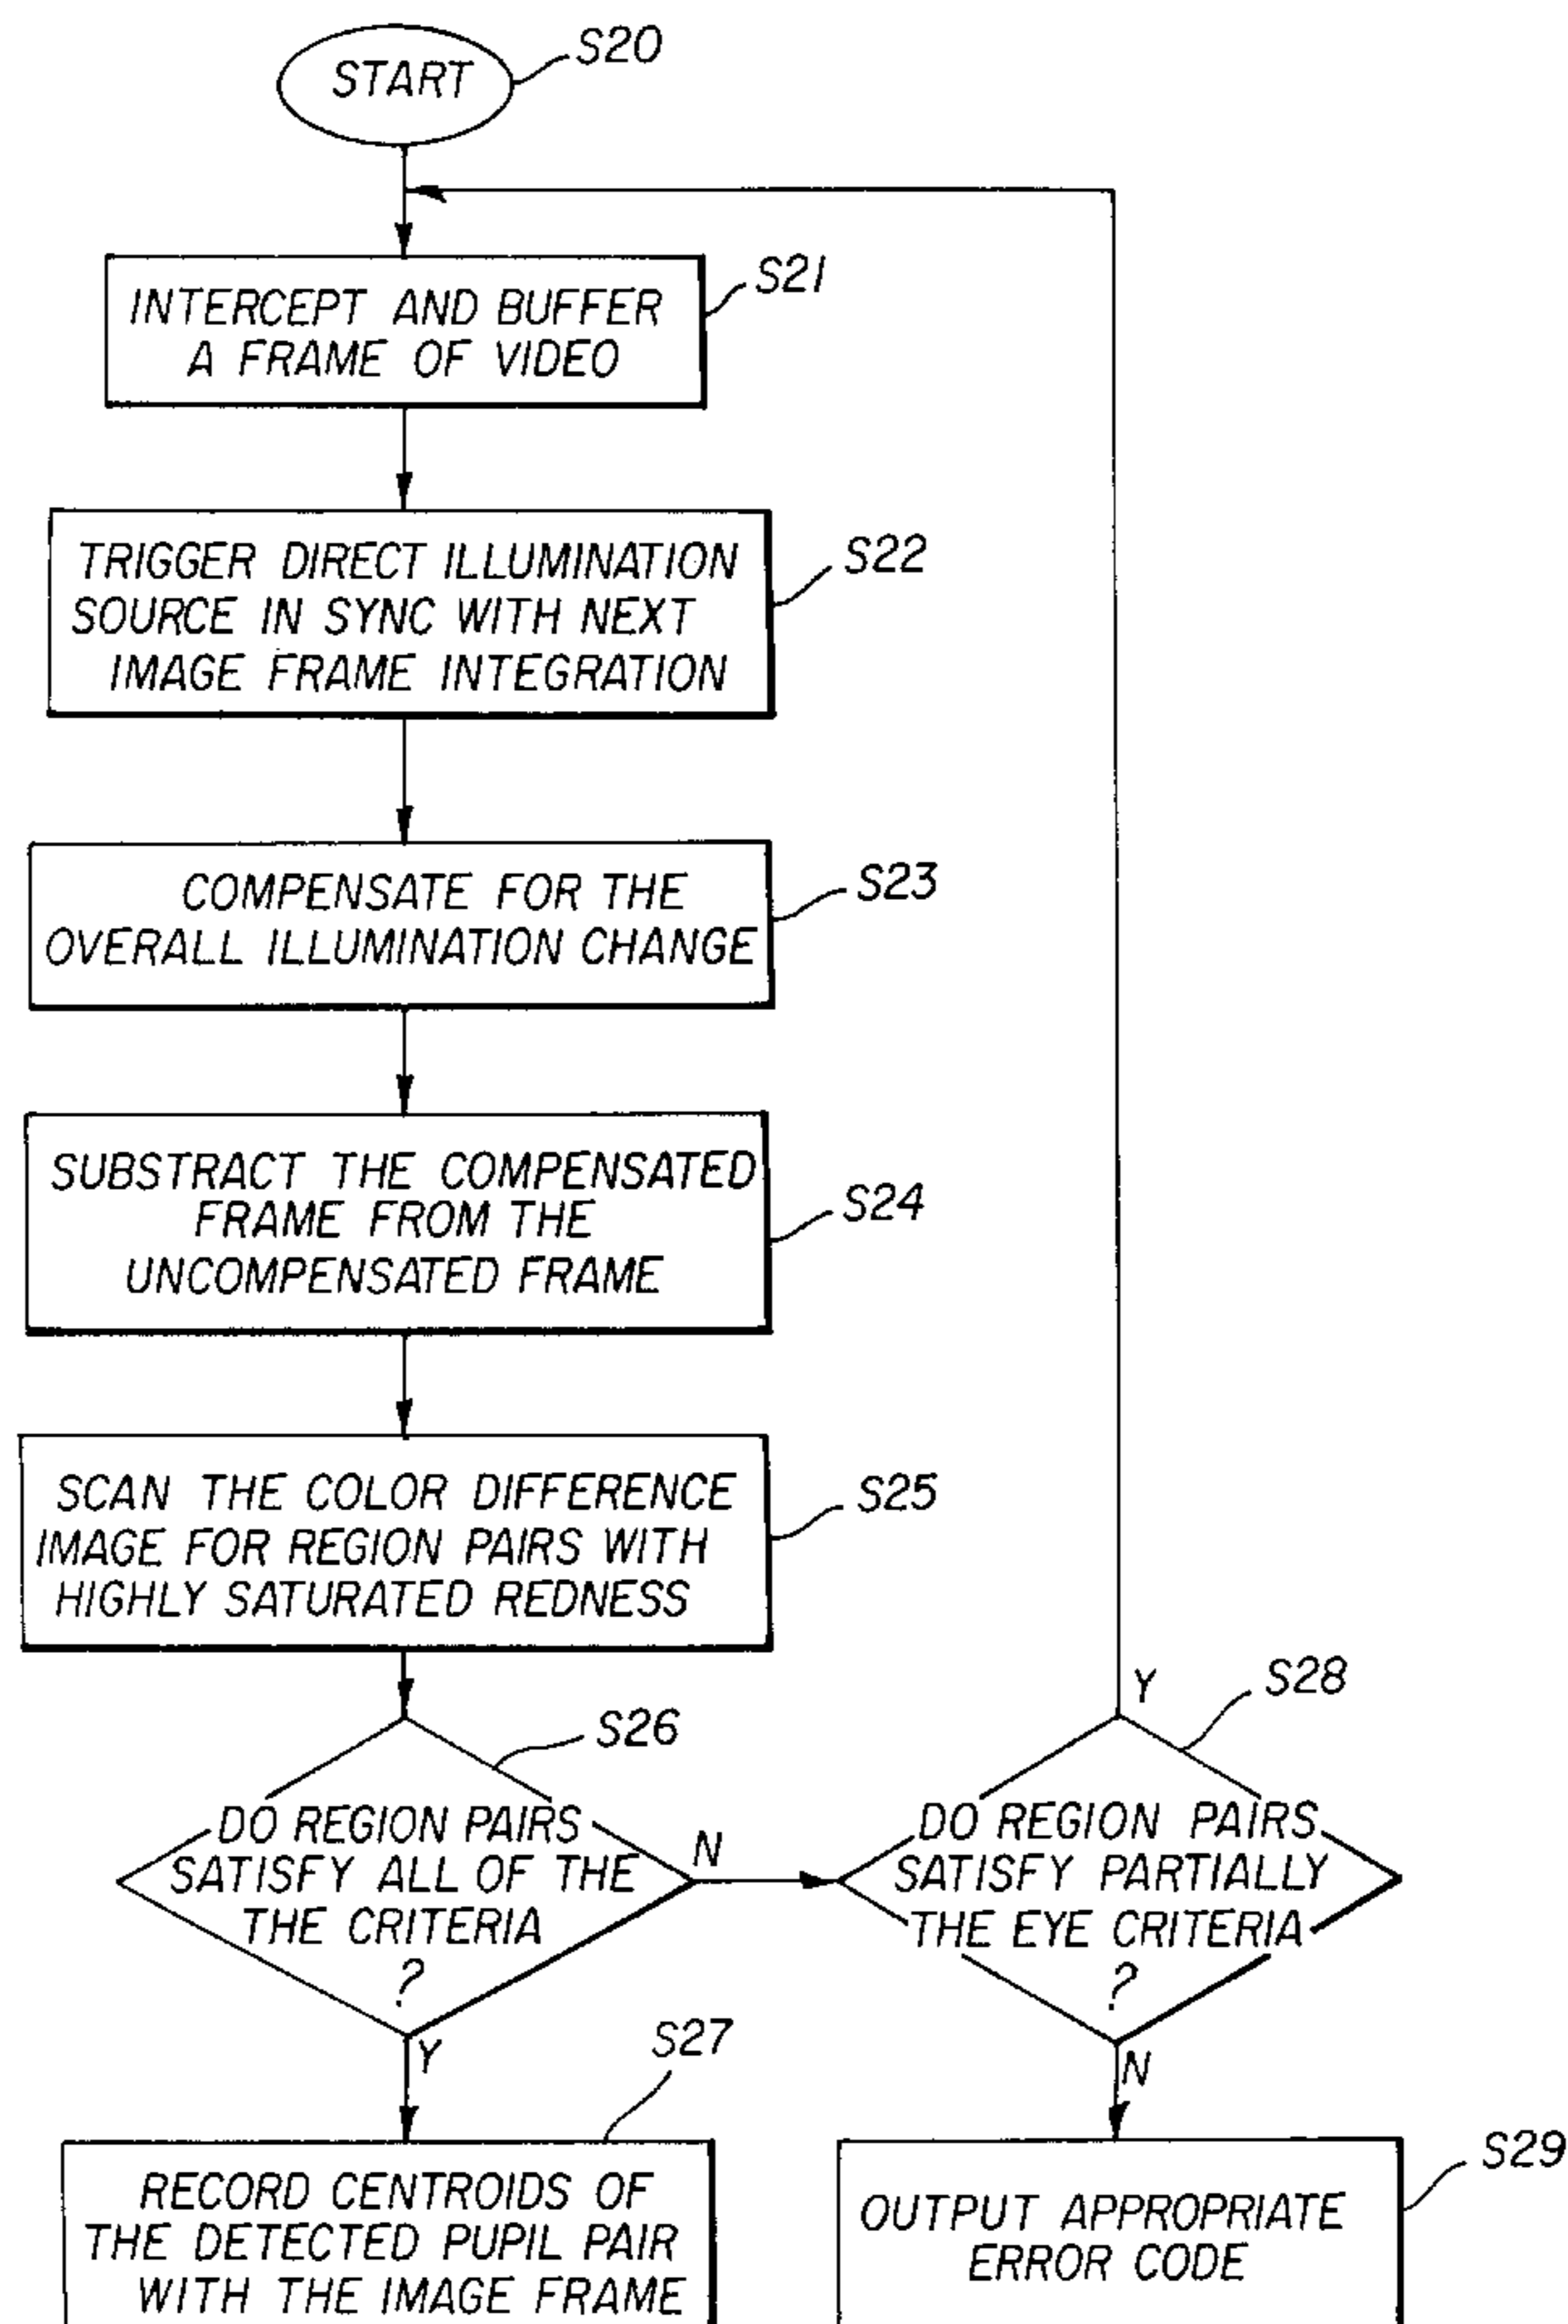 START
S20
INTERCEPT AND BUFFER
A FRAME OF VIDEO
S21
TRIGGER DIRECT ILLUMINATION
SOURCE IN SYNC WITH NEXT
IMAGE FRAME INTEGRATION
S22
COMPENSATE FOR THE
OVERALL ILLUMINATION CHANGE
S23
SUBSTRACT THE COMPENSATED
FRAME FROM THE
UNCOMPENSATED FRAME
S24
SCAN THE COLOR DIFFERENCE
IMAGE FOR REGION PAIRS WITH
HIGHLY SATURATED REDNESS
S25
S26
DO REGION PAIRS
SATISFY ALL OF THE
THE CRITERIA
?
N
Y
Y
S28
DO REGION PAIRS
SATISFY PARTIALLY
THE EYE CRITERIA
?
N
S27
RECORD CENTROIDS OF
THE DETECTED PUPIL PAIR
WITH THE IMAGE FRAME
S29
OUTPUT APPROPRIATE
ERROR CODE